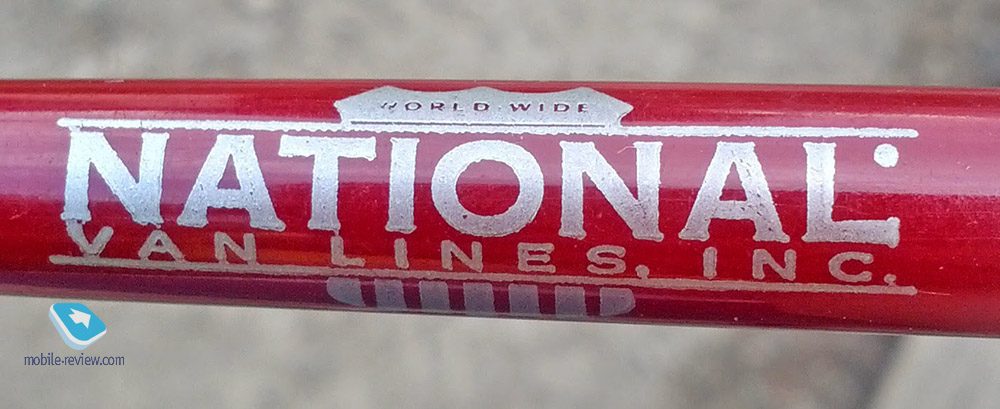 WORLD·WIDE
NATIONAL
VAN LINES, INC.
mobile-review.com